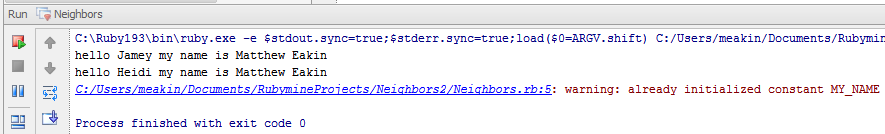 Run Neighbors
C:\Ruby193\bin\ruby.exe -e $stdout.sync=true;$stderr.sync=true;load($0=ARGV.shift) C:/Users/meakin/Documents/Rubymin
hello Jamey my name is Matthew Eakin
hello Heidi my name is Matthew Eakin
C:/Users/meakin/Documents/RubymineProjects/Neighbors2/Neighbors.rb:5: warning: already initialized constant MY_NAME
Process finished with exit code 0